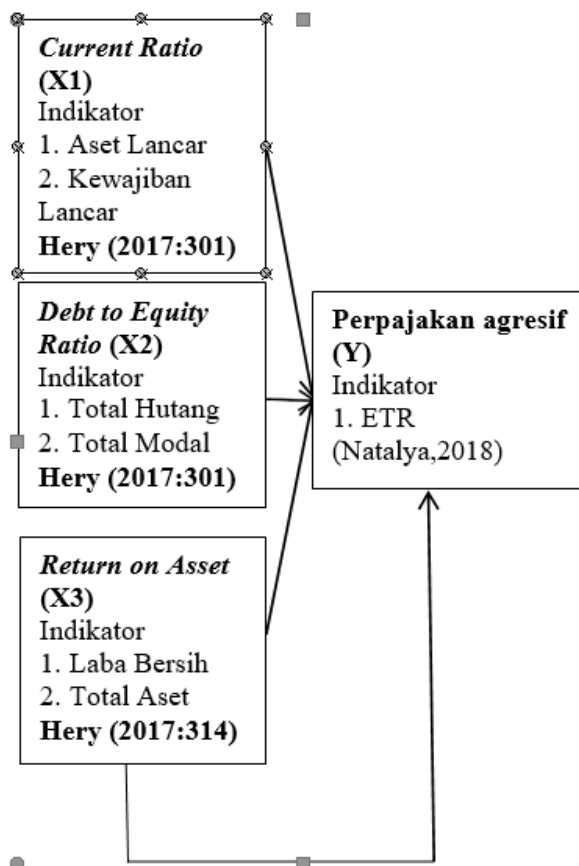 Current Ratio
(X1)
Indikator
1. Aset Lancar
2. Kewajiban
Lancar
Hery (2017:301)
Debt to Equity
Ratio (X2)
Indikator
1. Total Hutang
2. Total Modal
Hery (2017:301)
Return on Asset
(X3)
Indikator
1. Laba Bersih
2. Total Aset
Hery (2017:314)
Perpajakan agresif
(Y)
Indikator
1. ETR
(Natalya,2018)